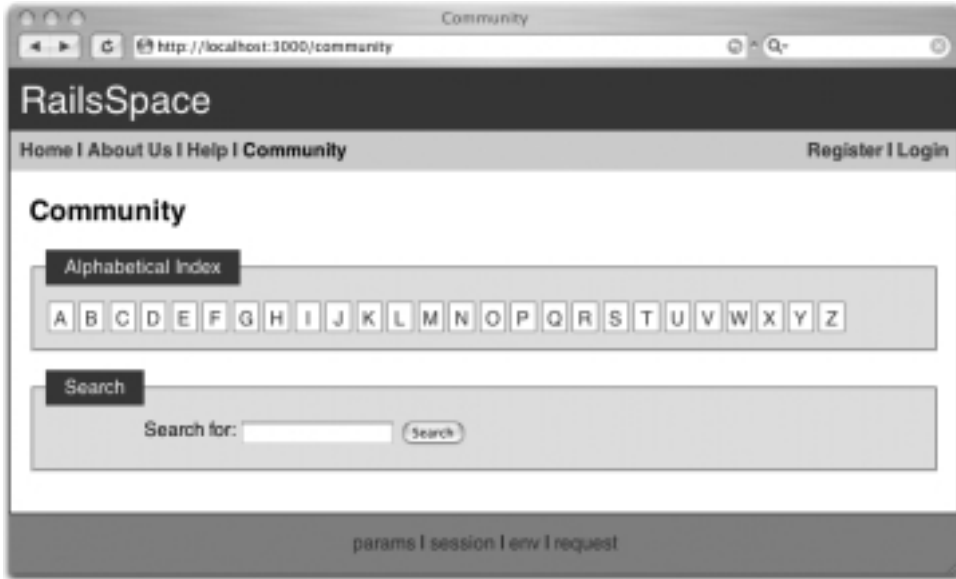 Community
http://localhost:3000/community
RailsSpace
Home | About Us | Help | Community Register | Login
Community
Alphabetical Index
A B C D E F G H I J K L M N O P Q R S T U V W X Y Z
Search
Search for: Search
params | session | env | request